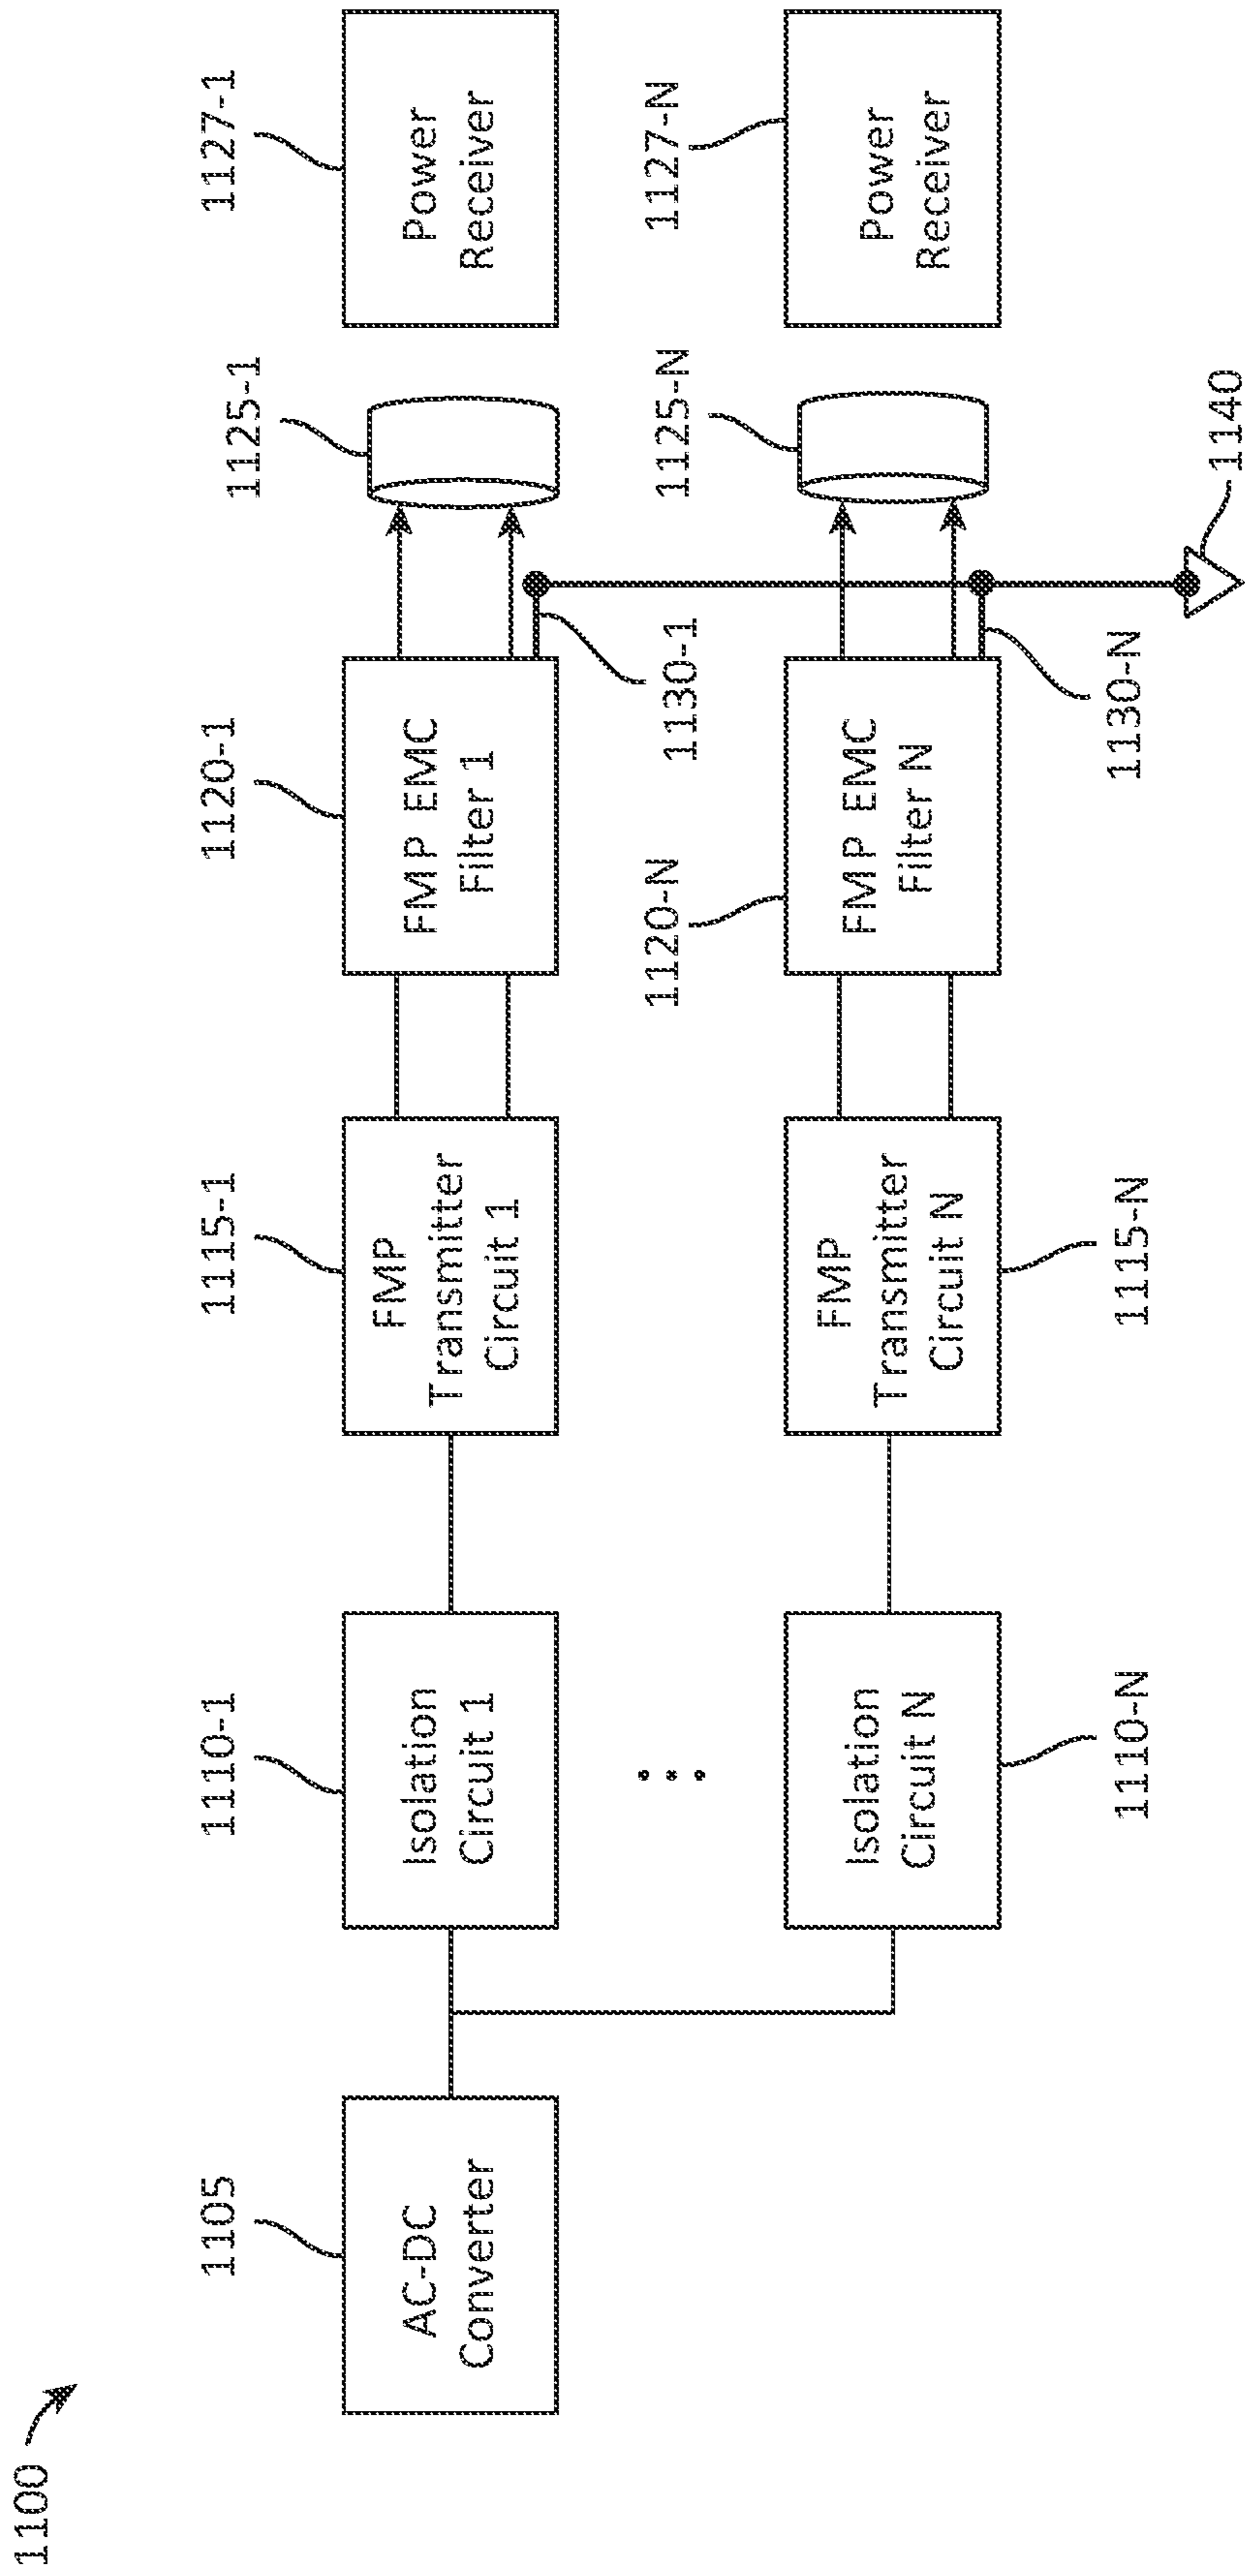 1100
1105
AC-DC
Converter
1110-1
Isolation
Circuit 1
1115-1
FMP
Transmitter
Circuit 1
1120-1
FMP EMC
Filter 1
1125-1
1127-1
Power
Receiver
1130-1
1110-N
Isolation
Circuit N
1115-N
FMP
Transmitter
Circuit N
1120-N
FMP EMC
Filter N
1125-N
1127-N
Power
Receiver
1130-N
1140